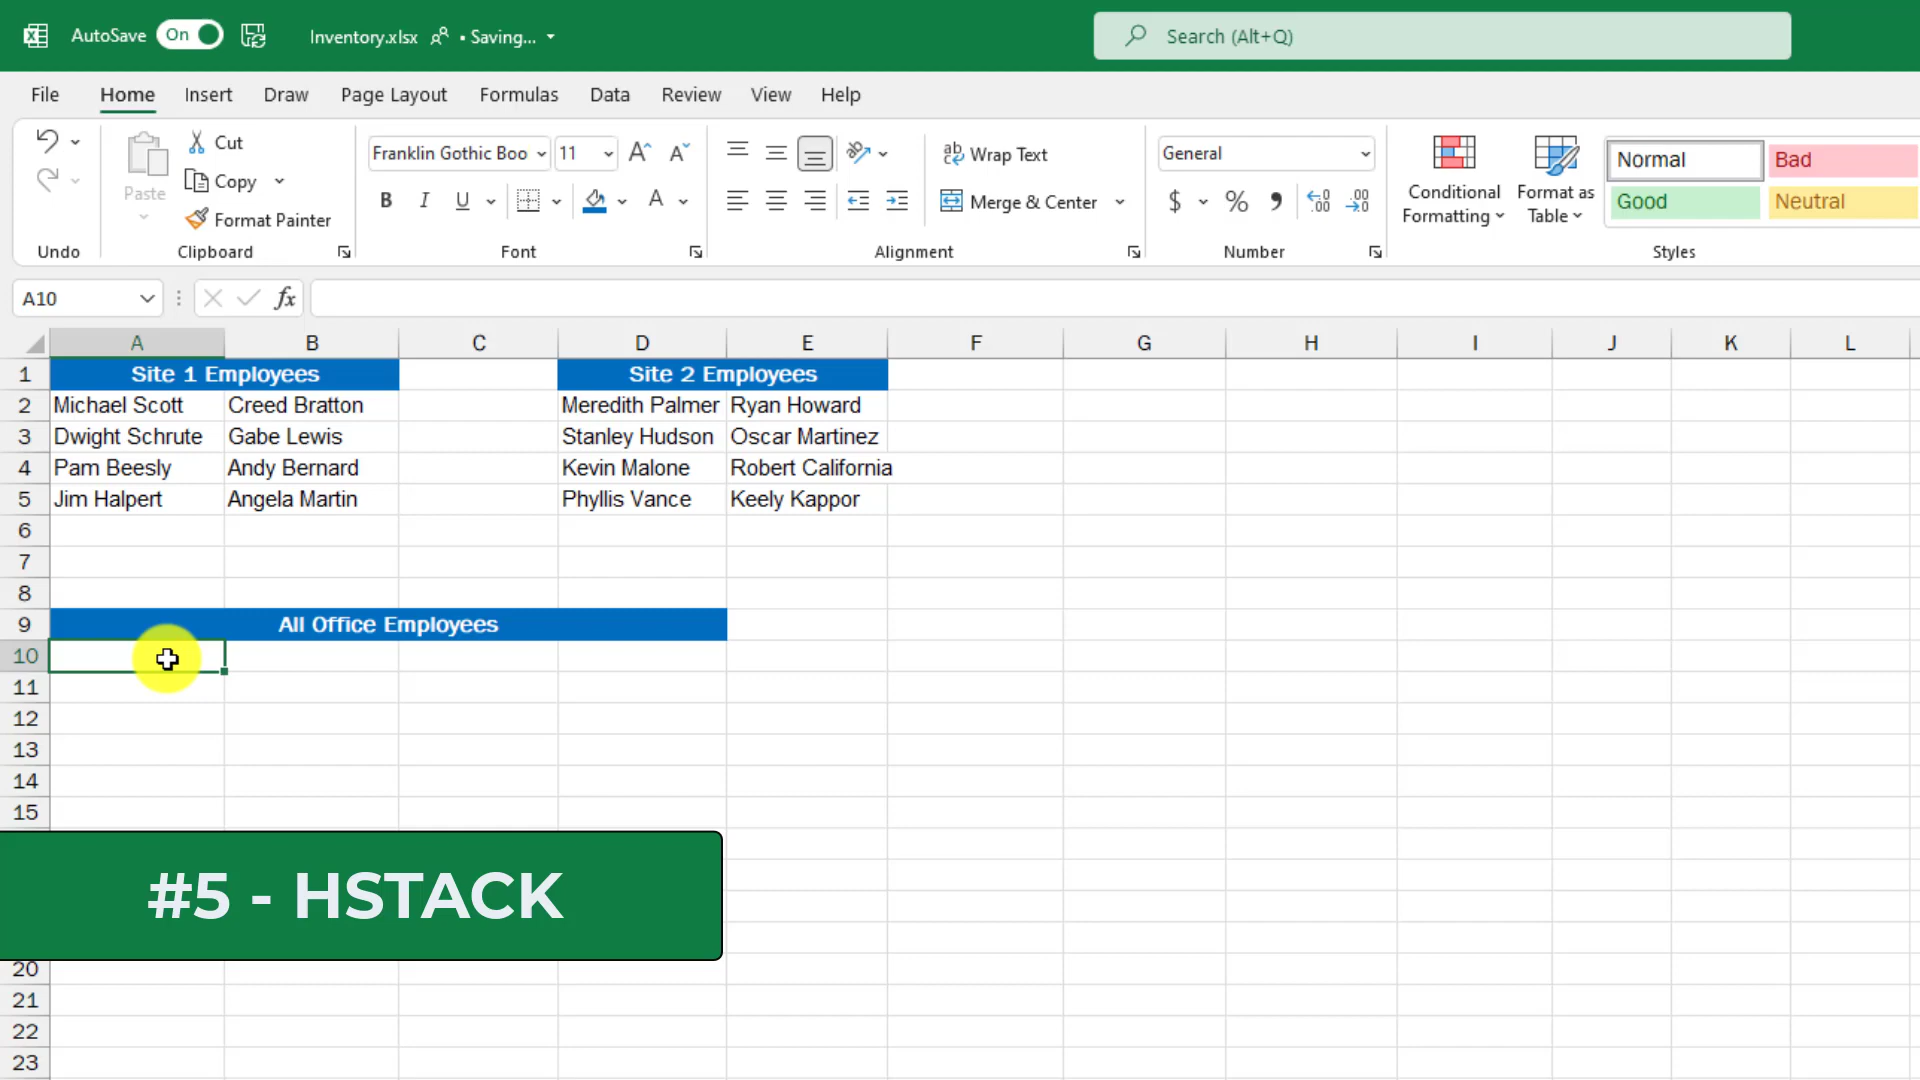 AutoSave On Inventory.xlsx • Saving... Search (Alt+Q)
File Home Insert Draw Page Layout Formulas Data Review View Help
Paste Cut Copy Format Painter
Franklin Gothic Boo 11
B I U A
ab Wrap Text
Merge & Center
General
$ % , .00 .00
Conditional Formatting
Format as Table
Normal Bad
Good Neutral
Undo Clipboard Font Alignment Number Styles
A10 fx
A B C D E F G H I J K L
1 Site 1 Employees Site 2 Employees
2 Michael Scott Creed Bratton Meredith Palmer Ryan Howard
3 Dwight Schrute Gabe Lewis Stanley Hudson Oscar Martinez
4 Pam Beesly Andy Bernard Kevin Malone Robert California
5 Jim Halpert Angela Martin Phyllis Vance Keely Kappor
6
7
8
9 All Office Employees
10
11
12
13
14
15
#5 - HSTACK
20
21
22
23